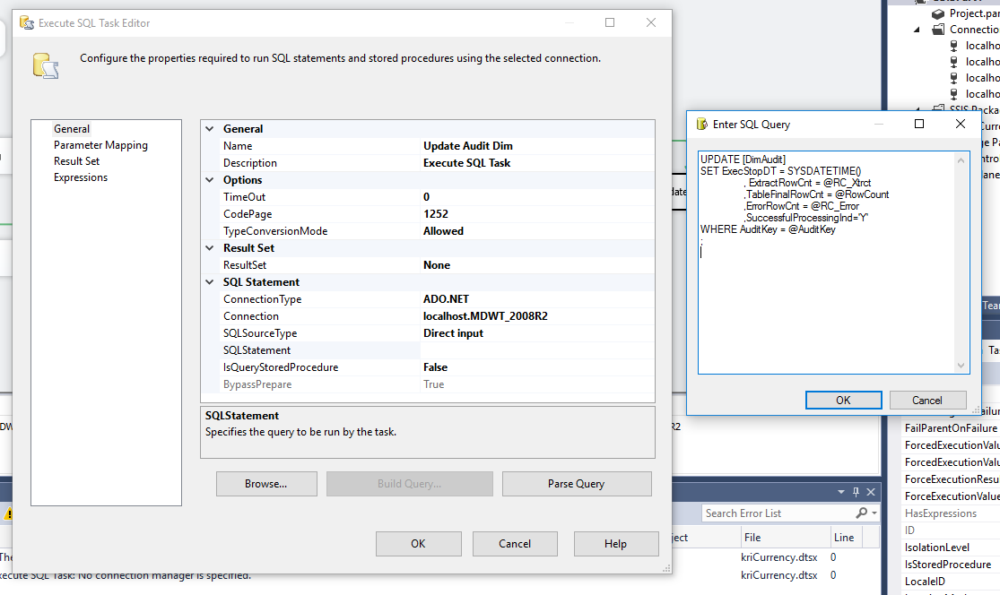 Execute SQL Task Editor
Configure the properties required to run SQL statements and stored procedures using the selected connection.
General
Parameter Mapping
Result Set
Expressions
General
Name Update Audit Dim
Description Execute SQL Task
Options
TimeOut 0
CodePage 1252
TypeConversionMode Allowed
Result Set
ResultSet None
SQL Statement
ConnectionType ADO.NET
Connection localhost.MDWT_2008R2
SQLSourceType Direct input
SQLStatement
IsQueryStoredProcedure False
BypassPrepare True
SQLStatement
Specifies the query to be run by the task.
Browse... Build Query... Parse Query
OK Cancel Help
Enter SQL Query
UPDATE [DimAudit]
SET ExecStopDT = SYSDATETIME()
, ExtractRowCnt = @RC_Xtrct
,TableFinalRowCnt = @RowCount
,ErrorRowCnt = @RC_Error
,SuccessfulProcessingInd='Y'
WHERE AuditKey = @AuditKey
;
OK Cancel
Project.par
Connectio
localho
localho
localho
localho
SSIS Packa
FailParentOnFailure
ForcedExecutionValu
ForcedExecutionValu
ForceExecutionResu
ForceExecutionValue
HasExpressions
ID
IsolationLevel
IsStoredProcedure
LocaleID
Search Error List
ject File Line
kriCurrency.dtsx 0
xecute SQL Task: No connection manager is specified. kriCurrency.dtsx 0